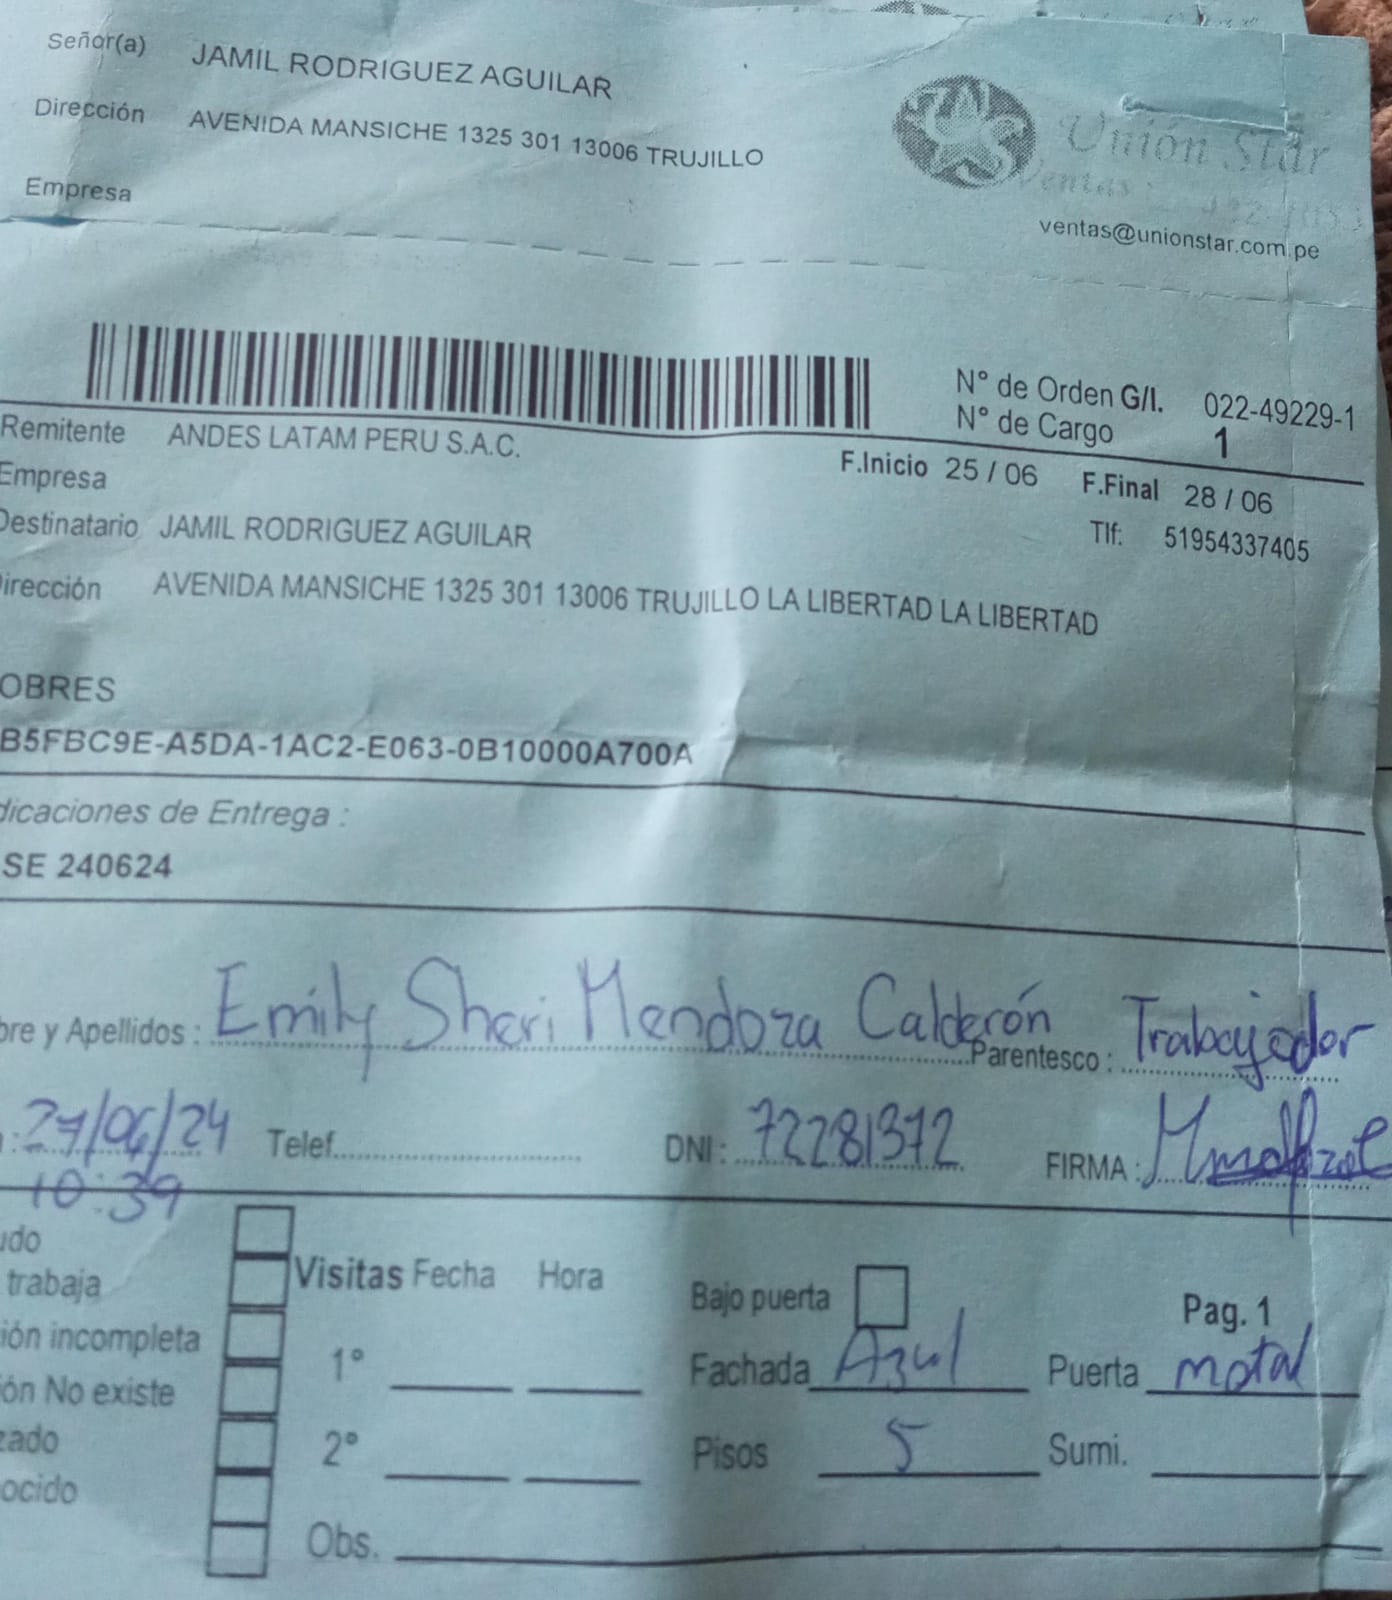 Señor(a) JAMIL RODRIGUEZ AGUILAR
Dirección AVENIDA MANSICHE 1325 301 13006 TRUJILLO
Empresa
Unión Star
Ventas
ventas@unionstar.com.pe
N° de Orden G/I. 022-49229-1
N° de Cargo 1
Remitente ANDES LATAM PERU S.A.C.
F.Inicio 25 / 06 F.Final 28 / 06
Empresa
Tlf: 51954337405
Destinatario JAMIL RODRIGUEZ AGUILAR
irección AVENIDA MANSICHE 1325 301 13006 TRUJILLO LA LIBERTAD LA LIBERTAD
OBRES
B5FBC9E-A5DA-1AC2-E063-0B10000A700A
dicaciones de Entrega :
SE 240624
bre y Apellidos : Emily Sheri Mendoza Calderón Parentesco : Trabajador
: 27/06/24 Telef. DNI : 72281372 FIRMA :
10:39
udo
trabaja
Visitas Fecha Hora
Bajo puerta
Pag. 1
ión incompleta
1°
Fachada Azul Puerta metal
ón No existe
zado
2°
Pisos 5 Sumi.
ocido
Obs.